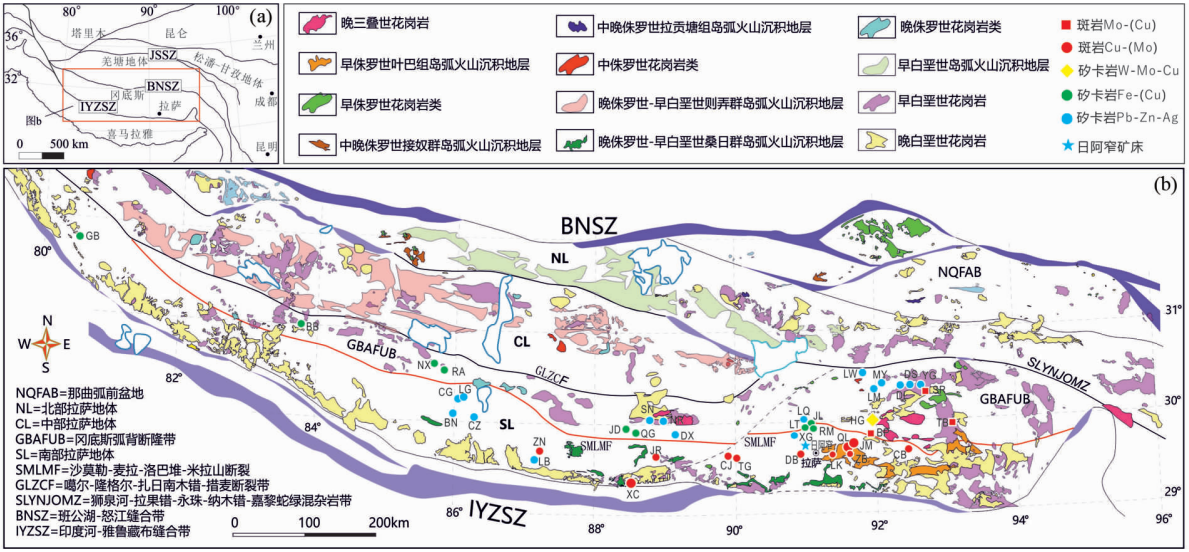 (a)
80°
90°
100°
36°
32°
塔里木
昆仑
兰州
JSSZ
羌塘地体
松潘-甘孜地体
BNSZ
冈底斯
成都
IYZSZ
拉萨
图b
喜马拉雅
昆明
0 500 km
晚三叠世花岗岩
早侏罗世叶巴组岛弧火山沉积地层
早侏罗世花岗岩类
中晚侏罗世接奴群岛弧火山沉积地层
中晚侏罗世拉贡塘组岛弧火山沉积地层
中侏罗世花岗岩类
晚侏罗世-早白垩世则弄群岛弧火山沉积地层
晚侏罗世-早白垩世桑日群岛弧火山沉积地层
晚侏罗世花岗岩类
早白垩世岛弧火山沉积地层
早白垩世花岗岩
晚白垩世花岗岩
斑岩Mo-(Cu)
斑岩Cu-(Mo)
矽卡岩W-Mo-Cu
矽卡岩Fe-(Cu)
矽卡岩Pb-Zn-Ag
日阿窄矿床
(b)
BNSZ
NL
NQFAB
80°
GB
31°
N
W E
S
BB
GBAFUB
CL
GLZCF
SLYNJOMZ
NX
RA
82°
LW
MY
DS
YG
LM
DL
SR
GBAFUB
30°
CG
LG
BN
CZ
SL
SN
NR
JD
QG
DX
LQ
JL
LT
RM
HG
BP
TB
84°
SMLMF
SMLMF
XG
日阿窄
QL
JM
ZN
LB
JR
CJ
TG
DB
拉萨
LK
ZB
CB
XC
29°
IYZSZ
86°
88°
90°
92°
94°
96°
NQFAB=那曲弧前盆地
NL=北部拉萨地体
CL=中部拉萨地体
GBAFUB=冈底斯弧背断隆带
SL=南部拉萨地体
SMLMF=沙莫勒-麦拉-洛巴堆-米拉山断裂
GLZCF=噶尔-隆格尔-扎日南木错-措麦断裂带
SLYNJOMZ=狮泉河-拉果错-永珠-纳木错-嘉黎蛇绿混杂岩带
BNSZ=班公湖-怒江缝合带
IYZSZ=印度河-雅鲁藏布缝合带
0 100 200km